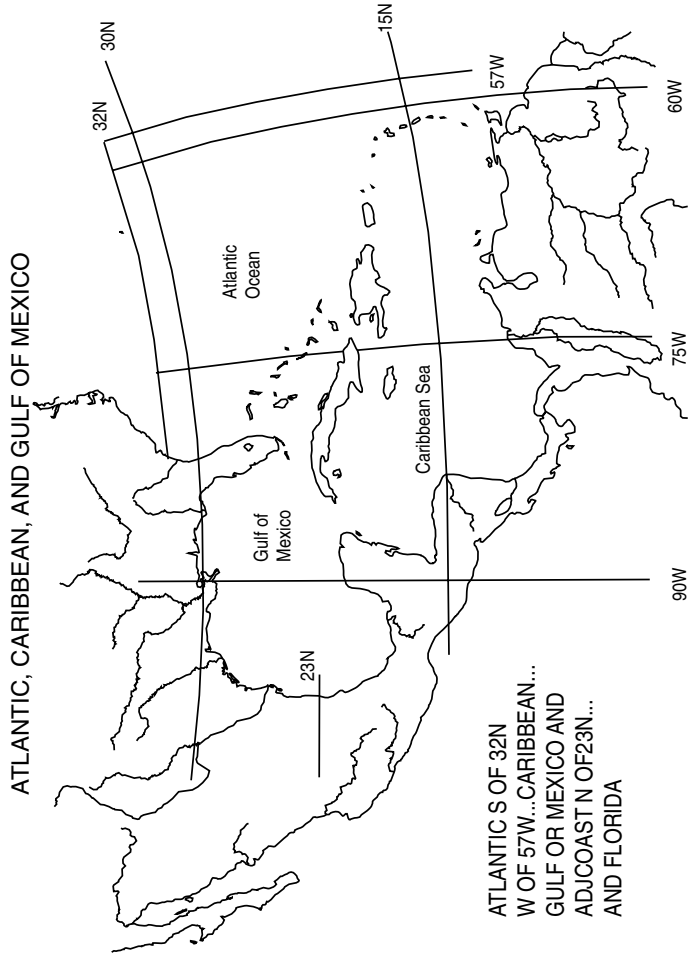 ATLANTIC, CARIBBEAN, AND GULF OF MEXICO
32N
30N
15N
57W
60W
75W
90W
23N
Atlantic
Ocean
Gulf of
Mexico
Caribbean Sea
ATLANTIC S OF 32N
W OF 57W...CARIBBEAN...
GULF OR MEXICO AND
ADJCOAST N OF23N...
AND FLORIDA